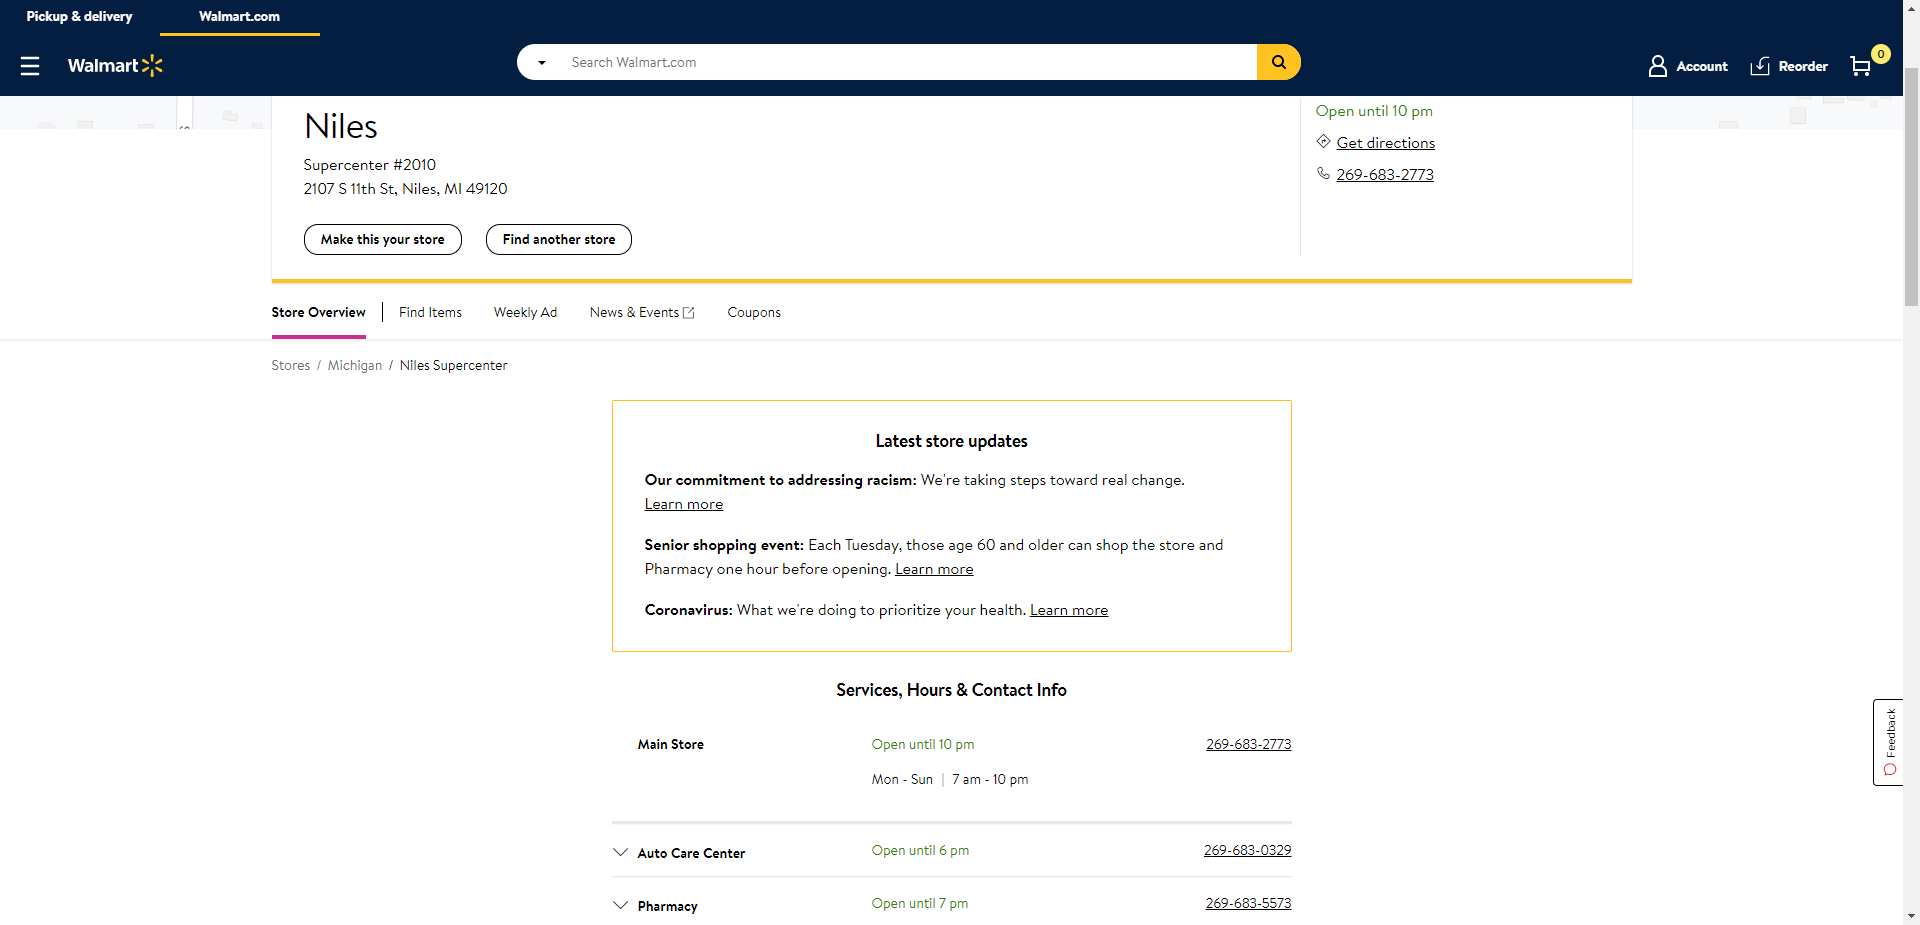 Pickup & delivery
Walmart.com
Walmart
Search Walmart.com
Account
Reorder
0
Niles
Supercenter #2010
2107 S 11th St, Niles, MI 49120
Make this your store
Find another store
Open until 10 pm
Get directions
269-683-2773
Store Overview
Find Items
Weekly Ad
News & Events
Coupons
Stores / Michigan / Niles Supercenter
Latest store updates
Our commitment to addressing racism: We're taking steps toward real change.
Learn more
Senior shopping event: Each Tuesday, those age 60 and older can shop the store and
Pharmacy one hour before opening. Learn more
Coronavirus: What we're doing to prioritize your health. Learn more
Services, Hours & Contact Info
Main Store
Open until 10 pm
269-683-2773
Mon - Sun | 7 am - 10 pm
Auto Care Center
Open until 6 pm
269-683-0329
Pharmacy
Open until 7 pm
269-683-5573
Feedback